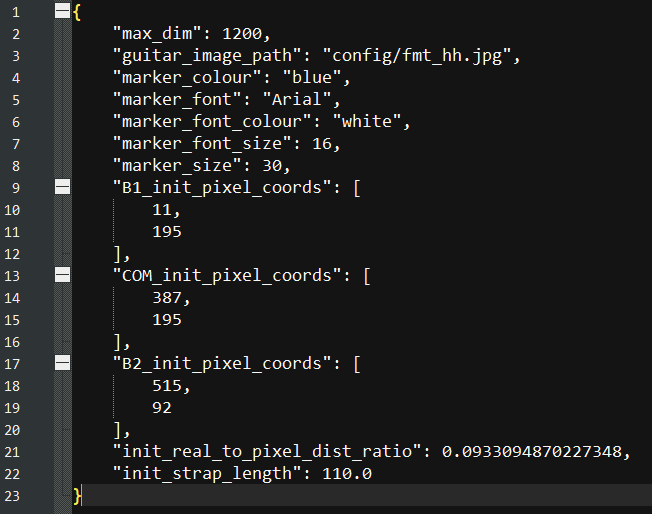 1 {
2 "max_dim": 1200,
3 "guitar_image_path": "config/fmt_hh.jpg",
4 "marker_colour": "blue",
5 "marker_font": "Arial",
6 "marker_font_colour": "white",
7 "marker_font_size": 16,
8 "marker_size": 30,
9 "B1_init_pixel_coords": [
10 11,
11 195
12 ],
13 "COM_init_pixel_coords": [
14 387,
15 195
16 ],
17 "B2_init_pixel_coords": [
18 515,
19 92
20 ],
21 "init_real_to_pixel_dist_ratio": 0.0933094870227348,
22 "init_strap_length": 110.0
23 }